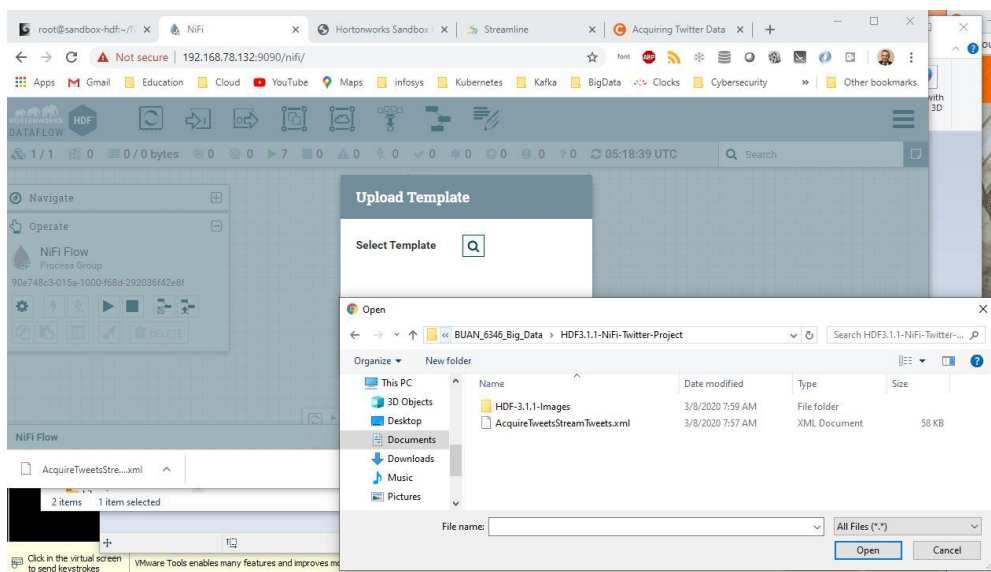 root@sandbox-hdf:~/N
NiFi
Hortonworks Sandbox
Streamline
Acquiring Twitter Data
Not secure | 192.168.78.132:9090/nifi/
font
ABP
Apps
Gmail
Education
Cloud
YouTube
Maps
infosys
Kubernetes
Kafka
BigData
Clocks
Cybersecurity
»
Other bookmarks
with
3D
HORTONWORKS
DATAFLOW
HDF
1 / 1
0
0 / 0 bytes
0
0
7
0
0
0
0
0
0
0
? 0
05:18:39 UTC
Search
Navigate
Operate
NiFi Flow
Process Group
90e748c3-015a-1000-f68d-292036f42e8f
DELETE
NiFi Flow
Upload Template
Select Template
AcquireTweetsStre....xml
2 items 1 item selected
Click in the virtual screen
to send keystrokes
VMware Tools enables many features and improves mo
Open
« BUAN_6346_Big_Data > HDF3.1.1-NiFi-Twitter-Project
Search HDF3.1.1-NiFi-Twitter-...
Organize
New folder
This PC
3D Objects
Desktop
Documents
Downloads
Music
Pictures
Name Date modified Type Size
HDF-3.1.1-Images 3/8/2020 7:59 AM File folder
AcquireTweetsStreamTweets.xml 3/8/2020 7:57 AM XML Document 58 KB
File name:
All Files (*.*)
Open
Cancel